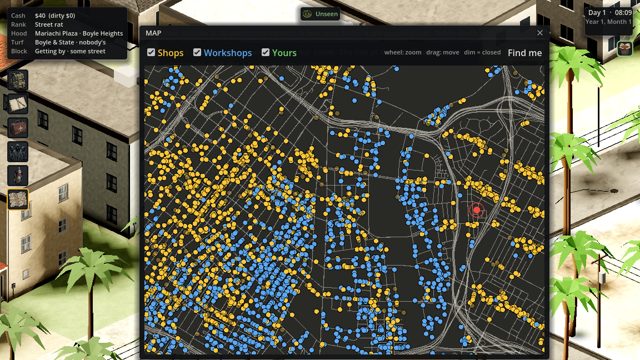 Cash $40 (dirty $0)
Rank Street rat
Hood Mariachi Plaza · Boyle Heights
Turf Boyle & State · nobody's
Block Getting by · some street
Unseen
Day 1 · 08:09
Year 1, Month 1
MAP
×
Shops
Workshops
Yours
wheel: zoom drag: move dim = closed
Find me